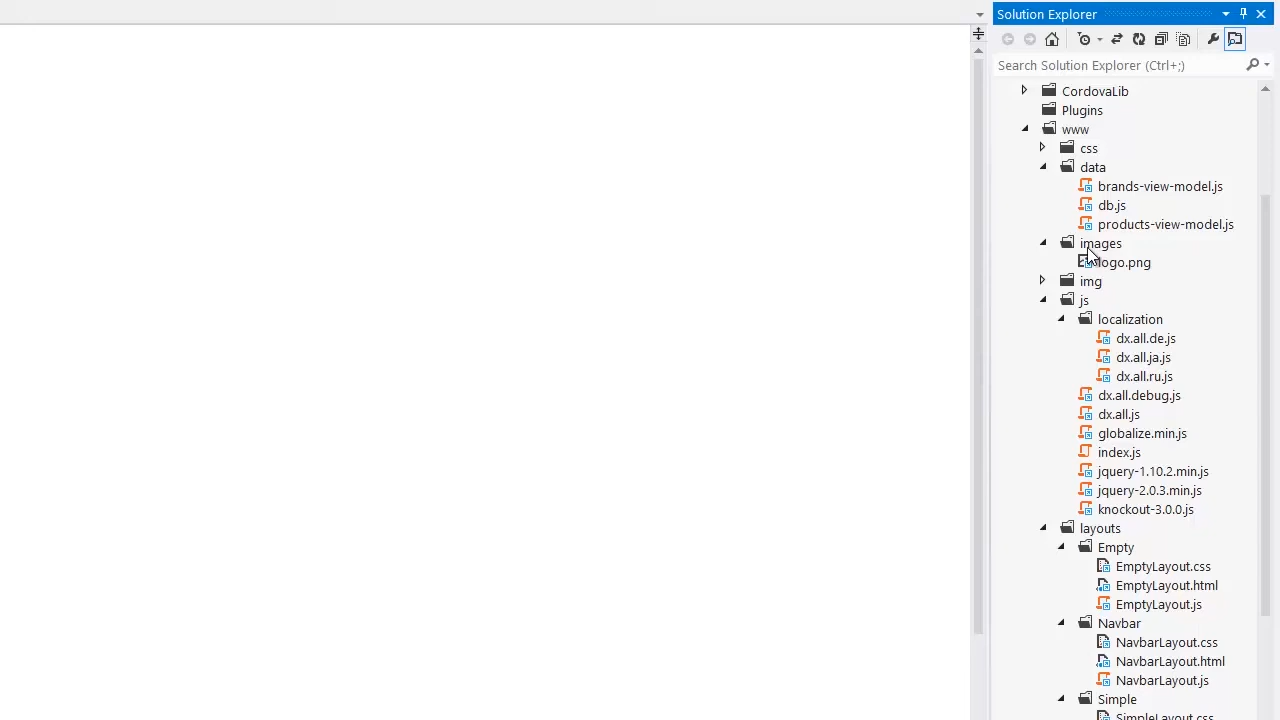 Solution Explorer
Search Solution Explorer (Ctrl+;)
CordovaLib
Plugins
www
css
data
brands-view-model.js
db.js
products-view-model.js
images
logo.png
img
js
localization
dx.all.de.js
dx.all.ja.js
dx.all.ru.js
dx.all.debug.js
dx.all.js
globalize.min.js
index.js
jquery-1.10.2.min.js
jquery-2.0.3.min.js
knockout-3.0.0.js
layouts
Empty
EmptyLayout.css
EmptyLayout.html
EmptyLayout.js
Navbar
NavbarLayout.css
NavbarLayout.html
NavbarLayout.js
Simple
SimpleLayout.css